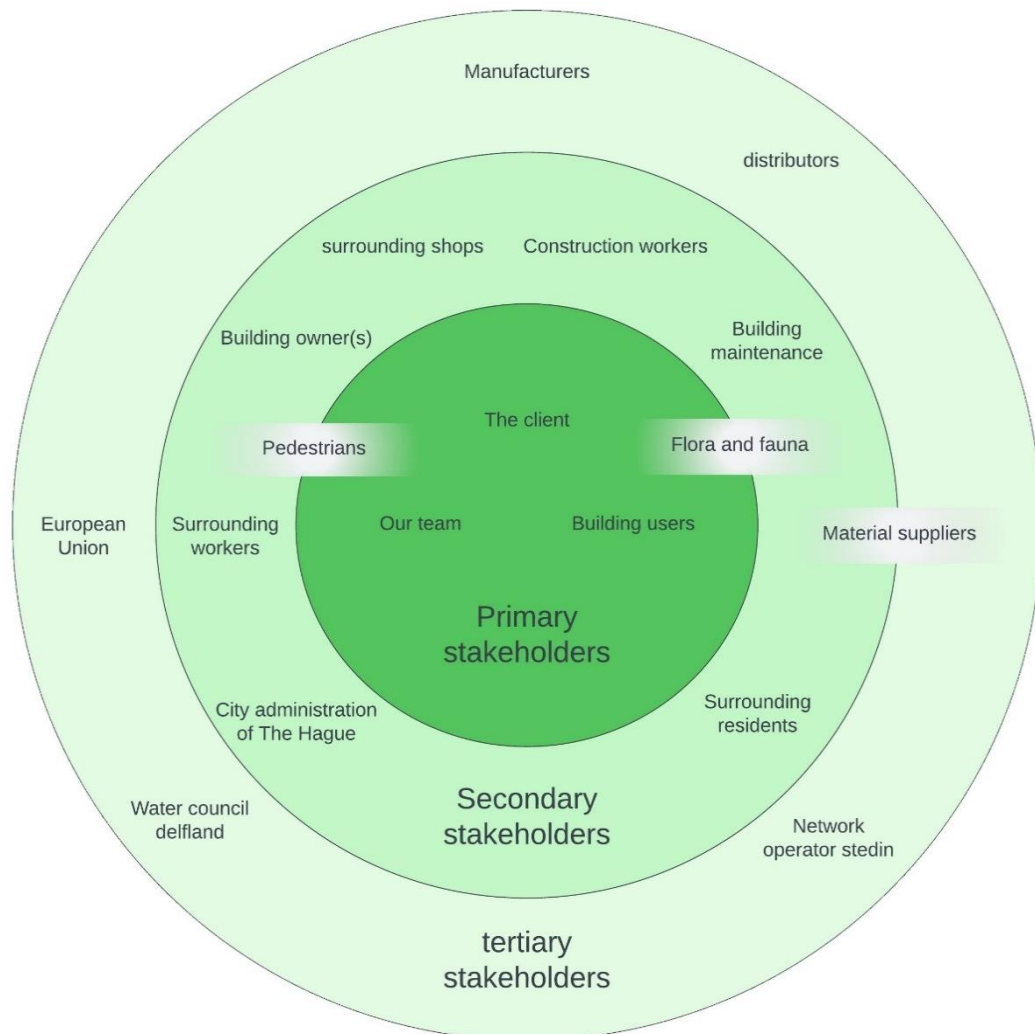 Manufacturers
distributors
surrounding shops
Construction workers
Building owner(s)
Building
maintenance
The client
Pedestrians
Flora and fauna
European
Union
Surrounding
workers
Our team
Building users
Material suppliers
Primary
stakeholders
City administration
of The Hague
Surrounding
residents
Secondary
stakeholders
Water council
delfland
Network
operator stedin
tertiary
stakeholders